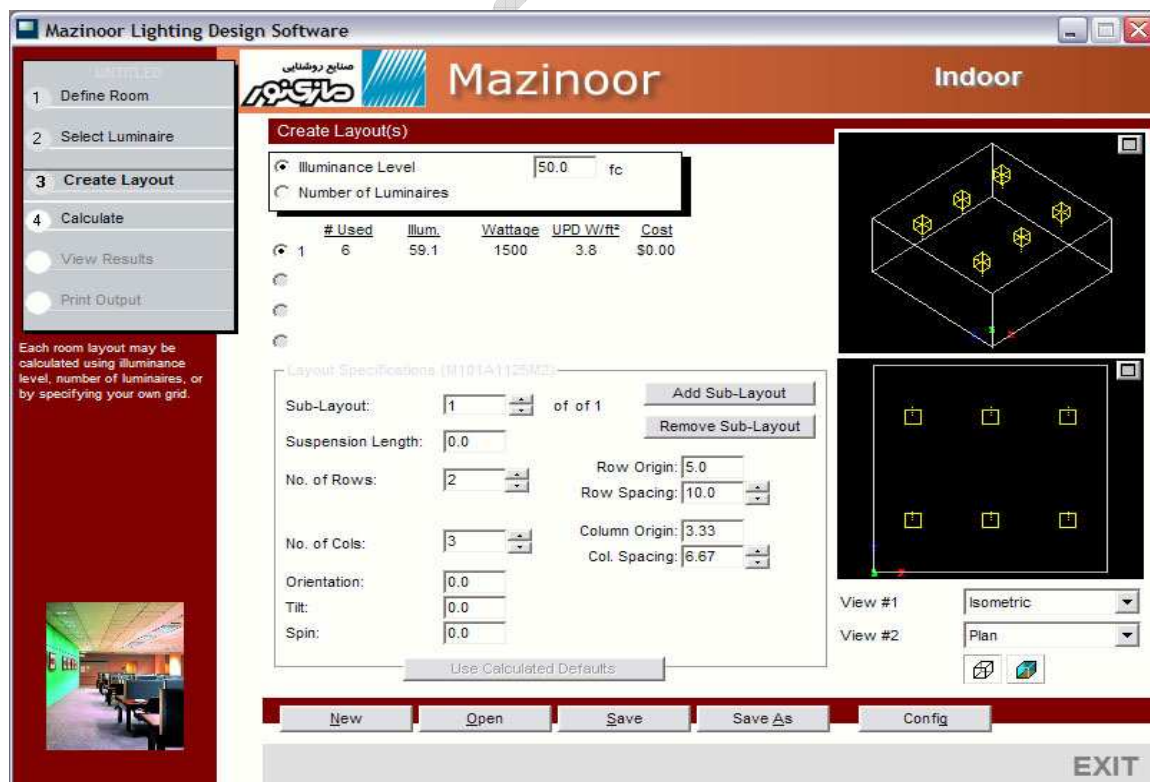 Mazinoor Lighting Design Software
UNTITLED
1 Define Room
2 Select Luminaire
3 Create Layout
4 Calculate
View Results
Print Output
Each room layout may be
calculated using illuminance
level, number of luminaires, or
by specifying your own grid.
صنایع روشنایی
مازی نور
Mazinoor
Indoor
Create Layout(s)
Illuminance Level 50.0 fc
Number of Luminaires
# Used Illum. Wattage UPD W/ft² Cost
1 6 59.1 1500 3.8 $0.00
Layout Specifications (M101A1125M2)
Sub-Layout: 1 of of 1
Add Sub-Layout
Remove Sub-Layout
Suspension Length: 0.0
No. of Rows: 2
Row Origin: 5.0
Row Spacing: 10.0
No. of Cols: 3
Column Origin: 3.33
Col. Spacing: 6.67
Orientation: 0.0
Tilt: 0.0
Spin: 0.0
Use Calculated Defaults
View #1 Isometric
View #2 Plan
New Open Save Save As Config
EXIT